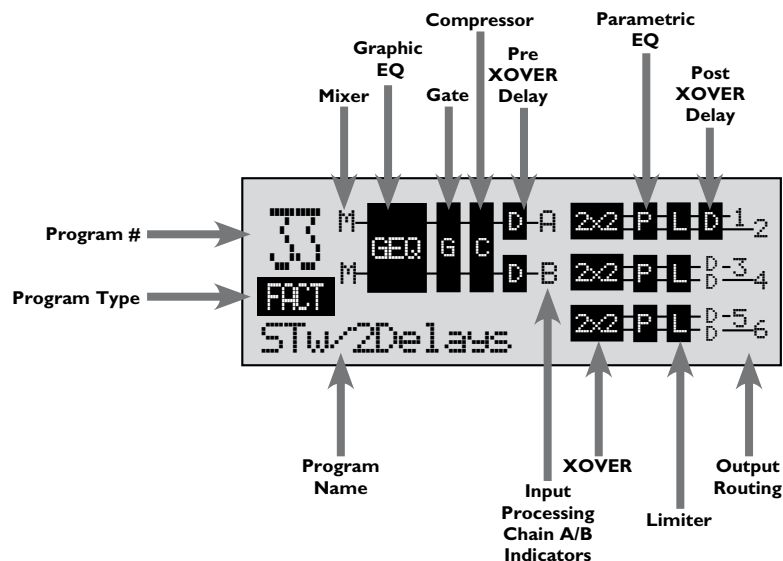 Compressor
Graphic
EQ
Pre
XOVER
Delay
Parametric
EQ
Post
XOVER
Delay
Mixer
Gate
Program #
Program Type
33
FACT
STw/2Delays
M
M
GEQ
G
C
D
D
A
B
2x2 P L D 1
2
2x2 P L D 3
D 4
2x2 P L D 5
D 6
Program
Name
Input
Processing
Chain A/B
Indicators
XOVER
Limiter
Output
Routing